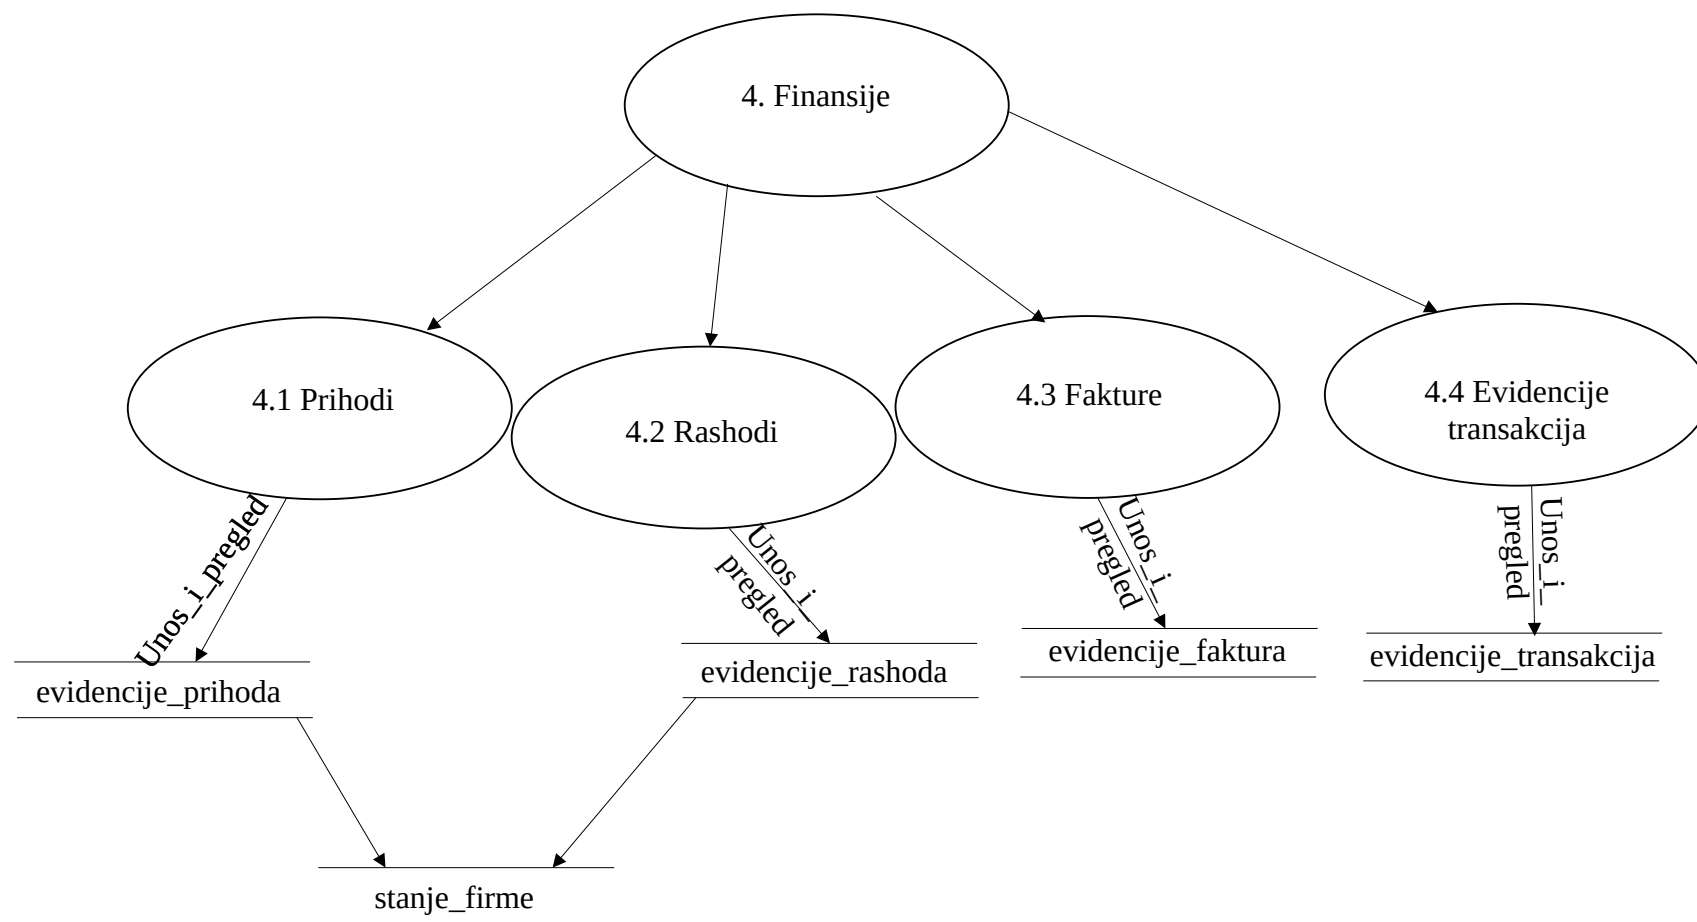 4. Finansije
4.1 Prihodi
4.2 Rashodi
4.3 Fakture
4.4 Evidencije
transakcija
Unos_i_pregled
Unos_i_
pregled
Unos_i_
pregled
Unos_i_
pregled
evidencije_prihoda
evidencije_rashoda
evidencije_faktura
evidencije_transakcija
stanje_firme